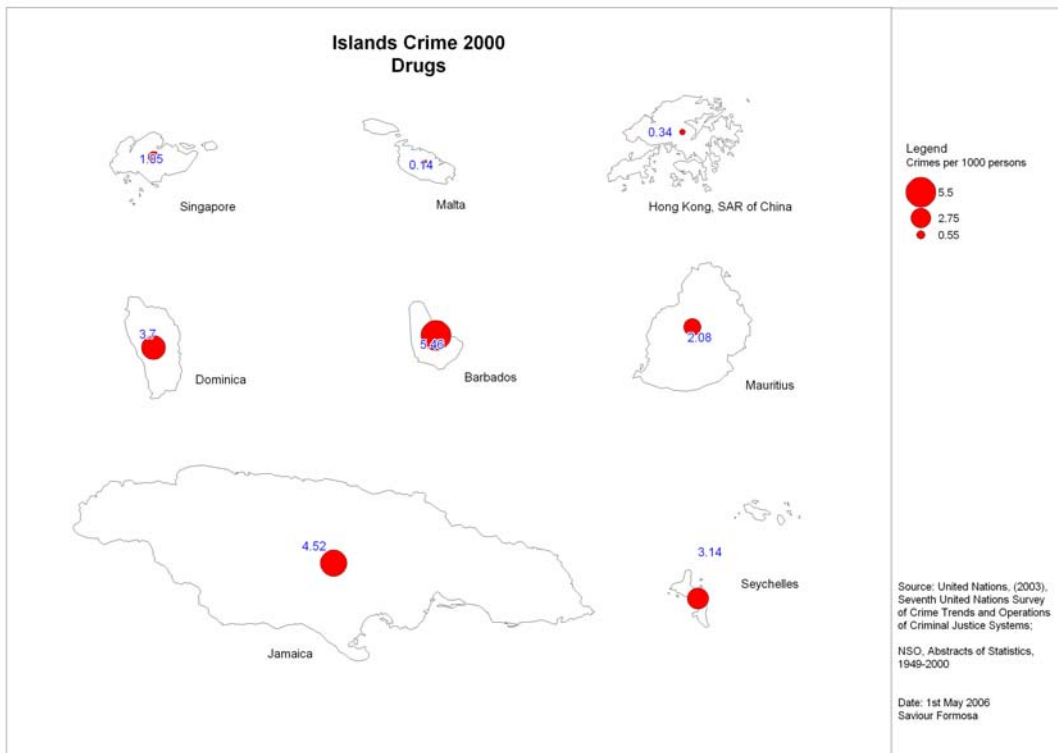 Islands Crime 2000
Drugs
1.05
Singapore
0.14
Malta
0.34
Hong Kong, SAR of China
3.7
Dominica
5.46
Barbados
2.08
Mauritius
4.52
Jamaica
3.14
Seychelles
Legend
Crimes per 1000 persons
5.5
2.75
0.55
Source: United Nations, (2003),
Seventh United Nations Survey
of Crime Trends and Operations
of Criminal Justice Systems;
NSO, Abstracts of Statistics,
1949-2000
Date: 1st May 2006
Saviour Formosa